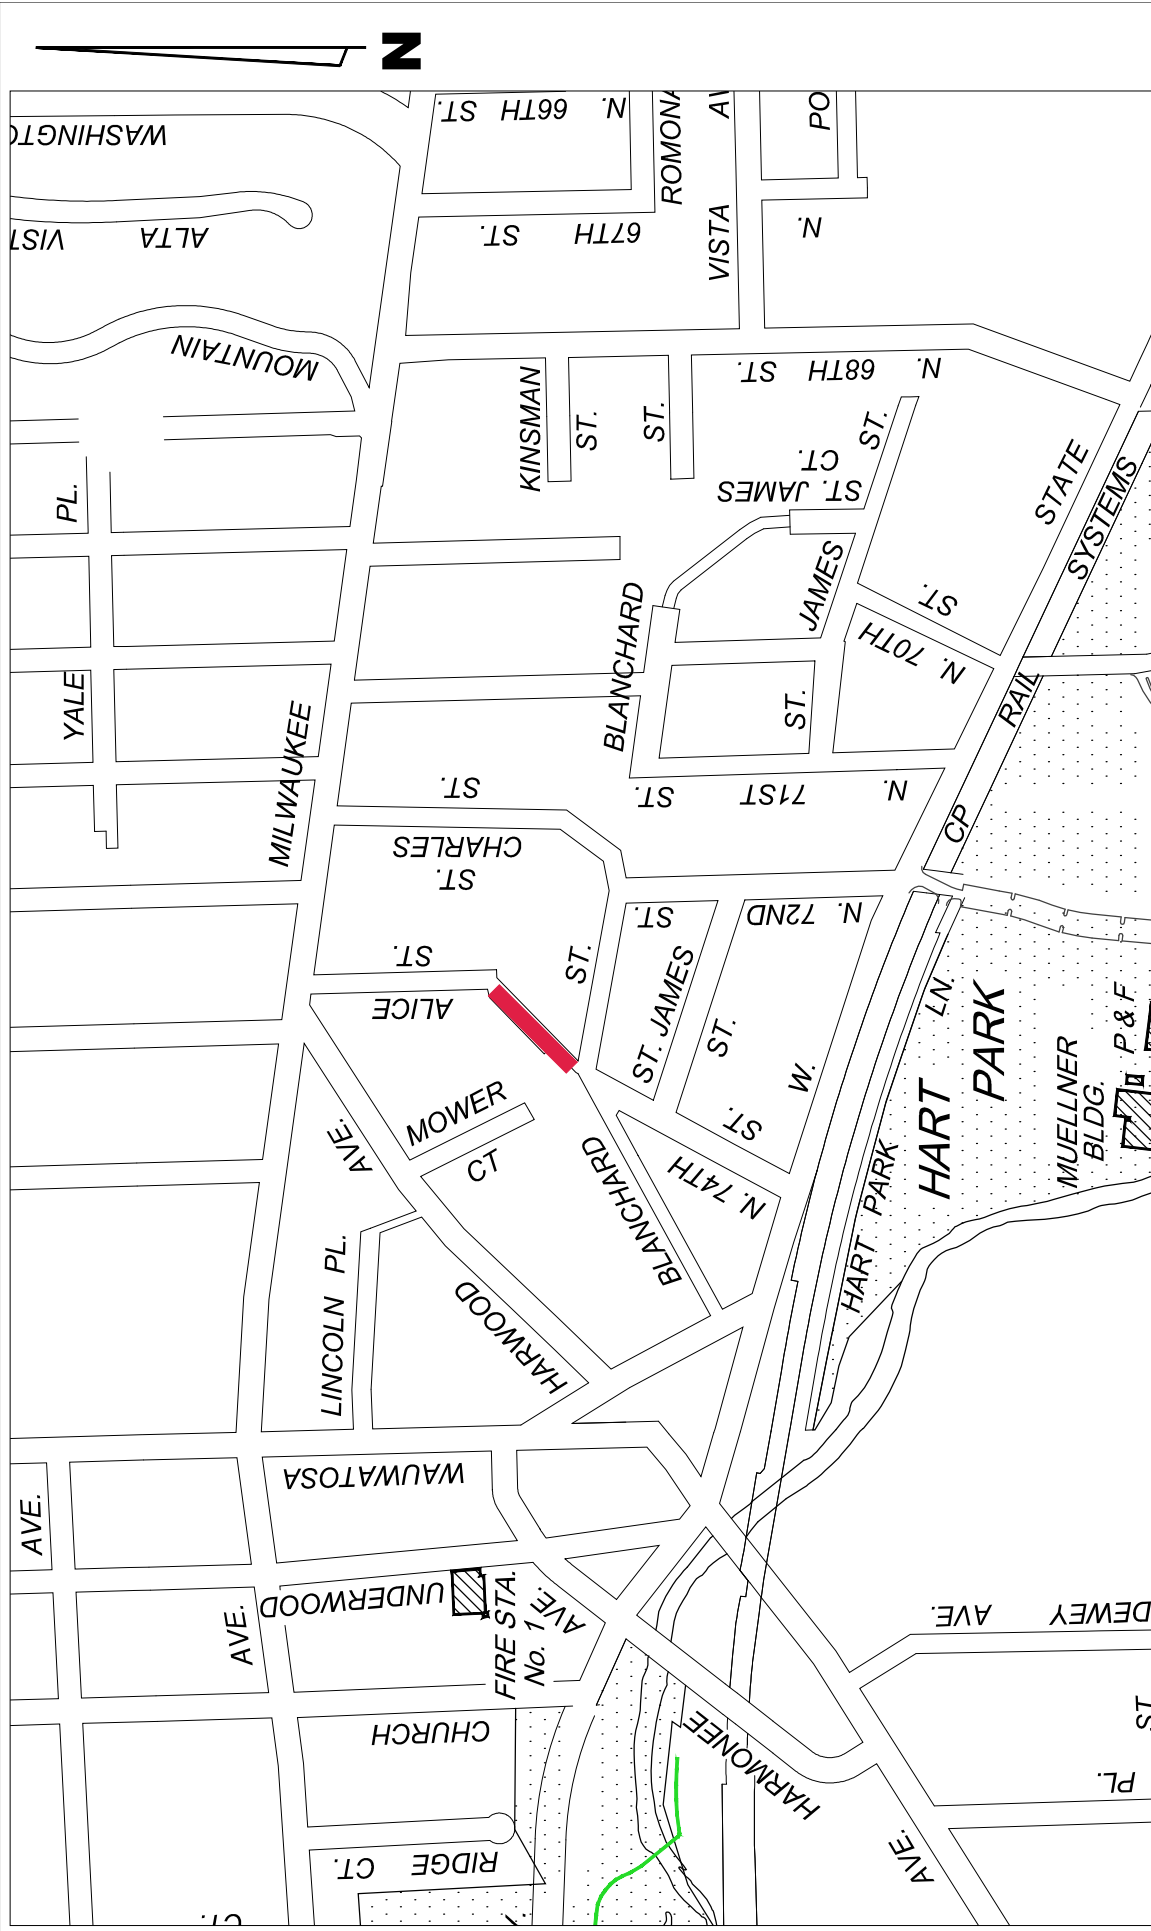 N
WASHINGTO
N. 66TH ST.
ROMONA
AV
PO
ALTA VIST
N. 67TH ST.
VISTA
N.
MOUNTAIN
KINSMAN
ST.
ST.
N. 68TH ST.
ST.
ST. JAMES
CT.
STATE
SYSTEMS
PL.
YALE
BLANCHARD
JAMES
ST.
N. 70TH
ST.
RAIL
MILWAUKEE
ST.
CHARLES
ST.
N. 71ST ST.
CP
ST.
ALICE
ST.
ST.
ST. JAMES
ST.
N. 72ND
LN.
W.
HART
PARK
P & F
MUELLNER
BLDG.
MOWER
CT
AVE.
BLANCHARD
N. 74TH
ST.
HART PARK
LINCOLN PL.
HARWOOD
WAUWATOSA
AVE.
UNDERWOOD
AVE.
FIRE STA.
No. 1
AVE.
DEWEY AVE.
CHURCH
HARMONEE
ST
PL.
RIDGE CT.
AVE.
CT.